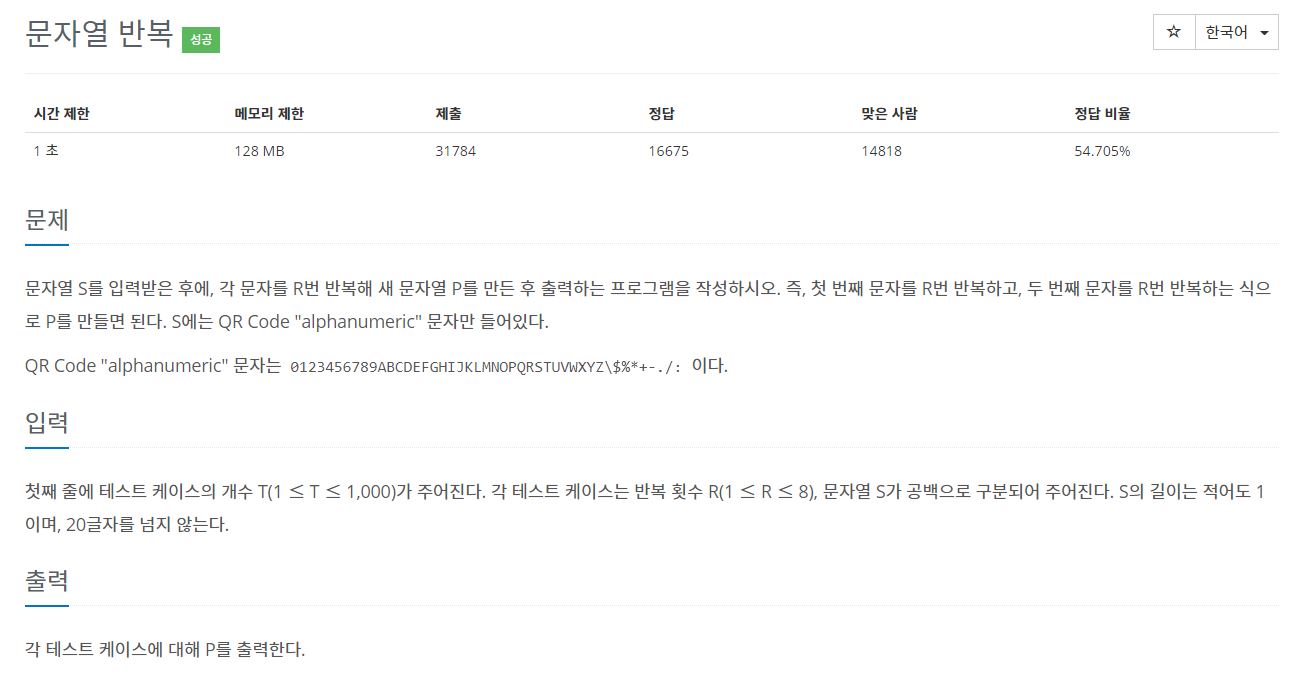 문자열 반복 성공
☆ 한국어
시간 제한 메모리 제한 제출 정답 맞은 사람 정답 비율
1 초 128 MB 31784 16675 14818 54.705%
문제
문자열 S를 입력받은 후에, 각 문자를 R번 반복해 새 문자열 P를 만든 후 출력하는 프로그램을 작성하시오. 즉, 첫 번째 문자를 R번 반복하고, 두 번째 문자를 R번 반복하는 식으
로 P를 만들면 된다. S에는 QR Code "alphanumeric" 문자만 들어있다.
QR Code "alphanumeric" 문자는 0123456789ABCDEFGHIJKLMNOPQRSTUVWXYZ\$%*+-./: 이다.
입력
첫째 줄에 테스트 케이스의 개수 T(1 ≤ T ≤ 1,000)가 주어진다. 각 테스트 케이스는 반복 횟수 R(1 ≤ R ≤ 8), 문자열 S가 공백으로 구분되어 주어진다. S의 길이는 적어도 1
이며, 20글자를 넘지 않는다.
출력
각 테스트 케이스에 대해 P를 출력한다.